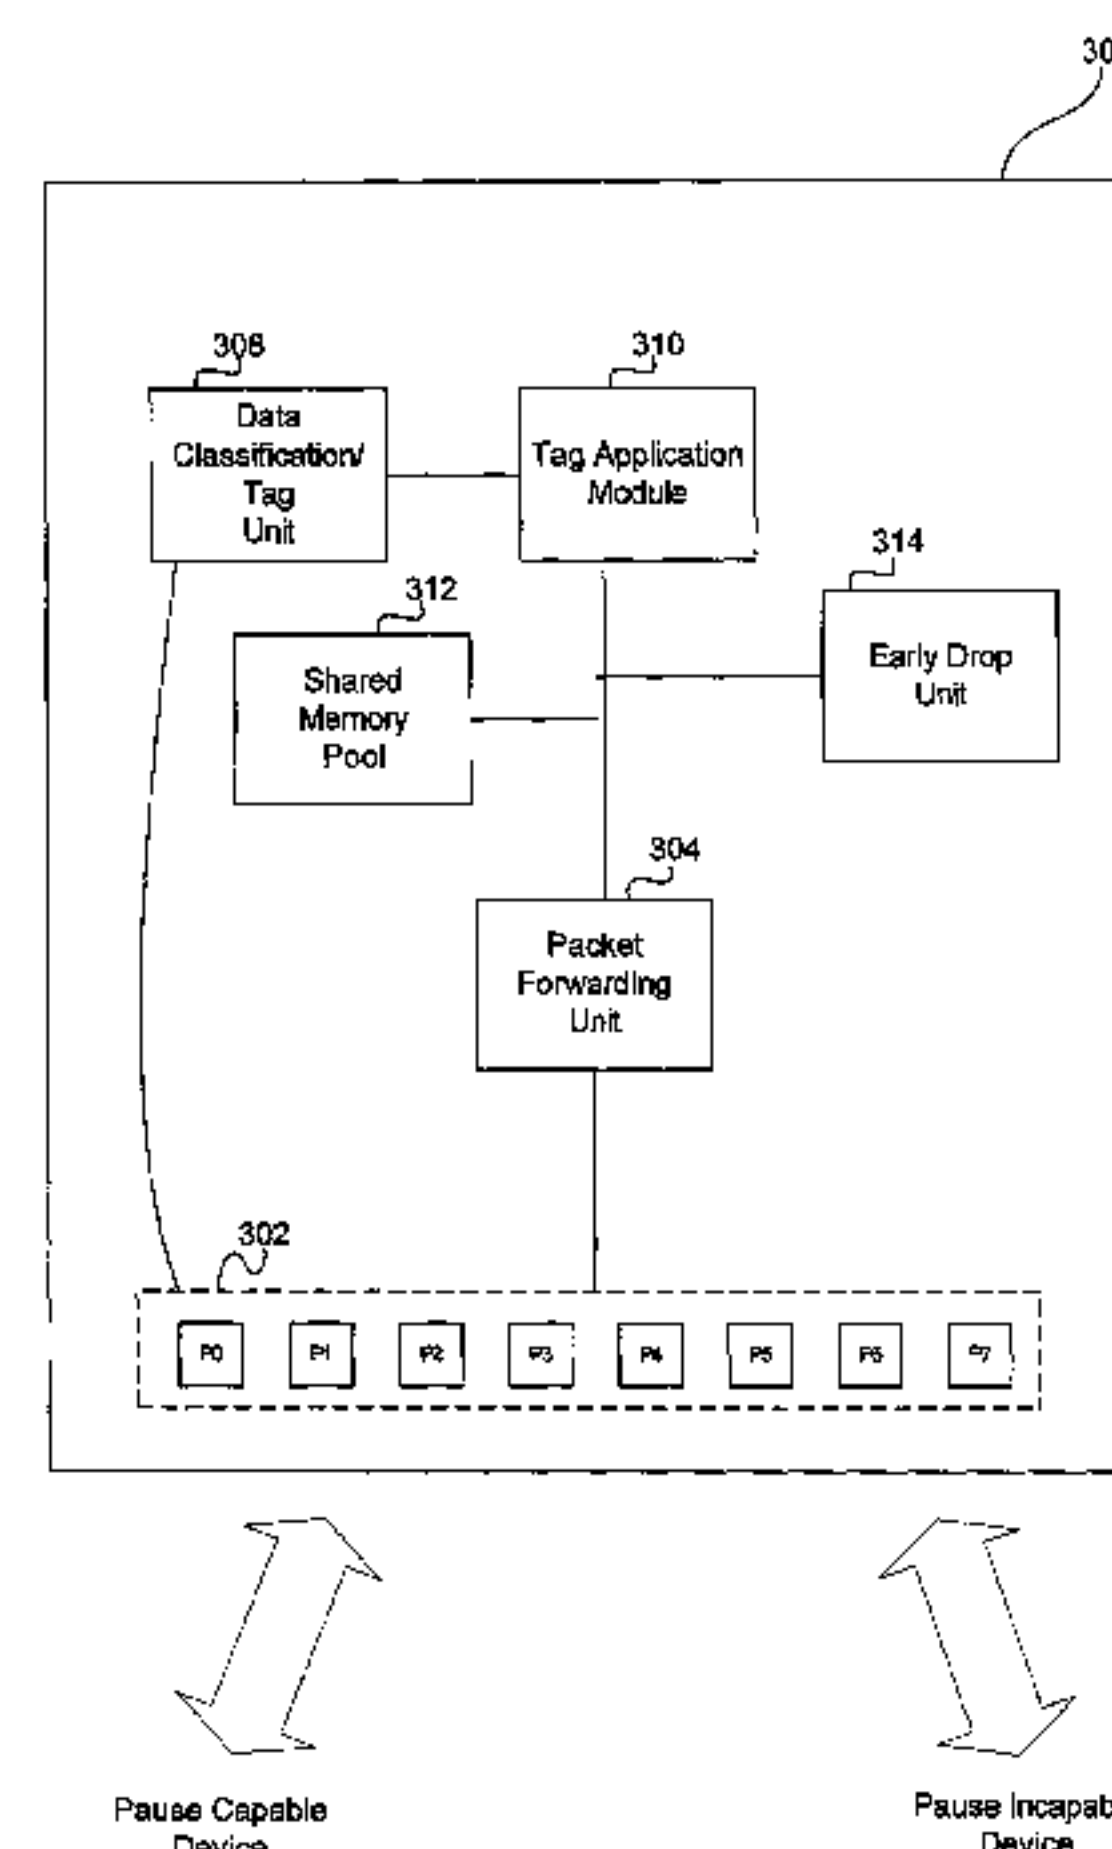 30
308
310
Data
Classification/
Tag
Unit
Tag Application
Module
314
312
Early Drop
Unit
Shared
Memory
Pool
304
Packet
Forwarding
Unit
302
P0 P1 P2 P3 P4 P5 P6 P7
Pause Capable
Device
Pause Incapab
Device